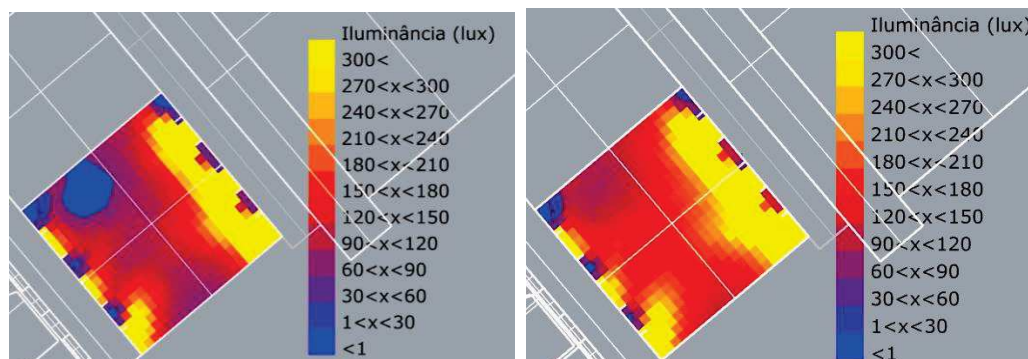 Iluminância (lux)
300<
270<x<300
240<x<270
210<x<240
180<x<210
150<x<180
120<x<150
90<x<120
60<x<90
30<x<60
1<x<30
<1
Iluminância (lux)
300<
270<x<300
240<x<270
210<x<240
180<x<210
150<x<180
120<x<150
90<x<120
60<x<90
30<x<60
1<x<30
<1